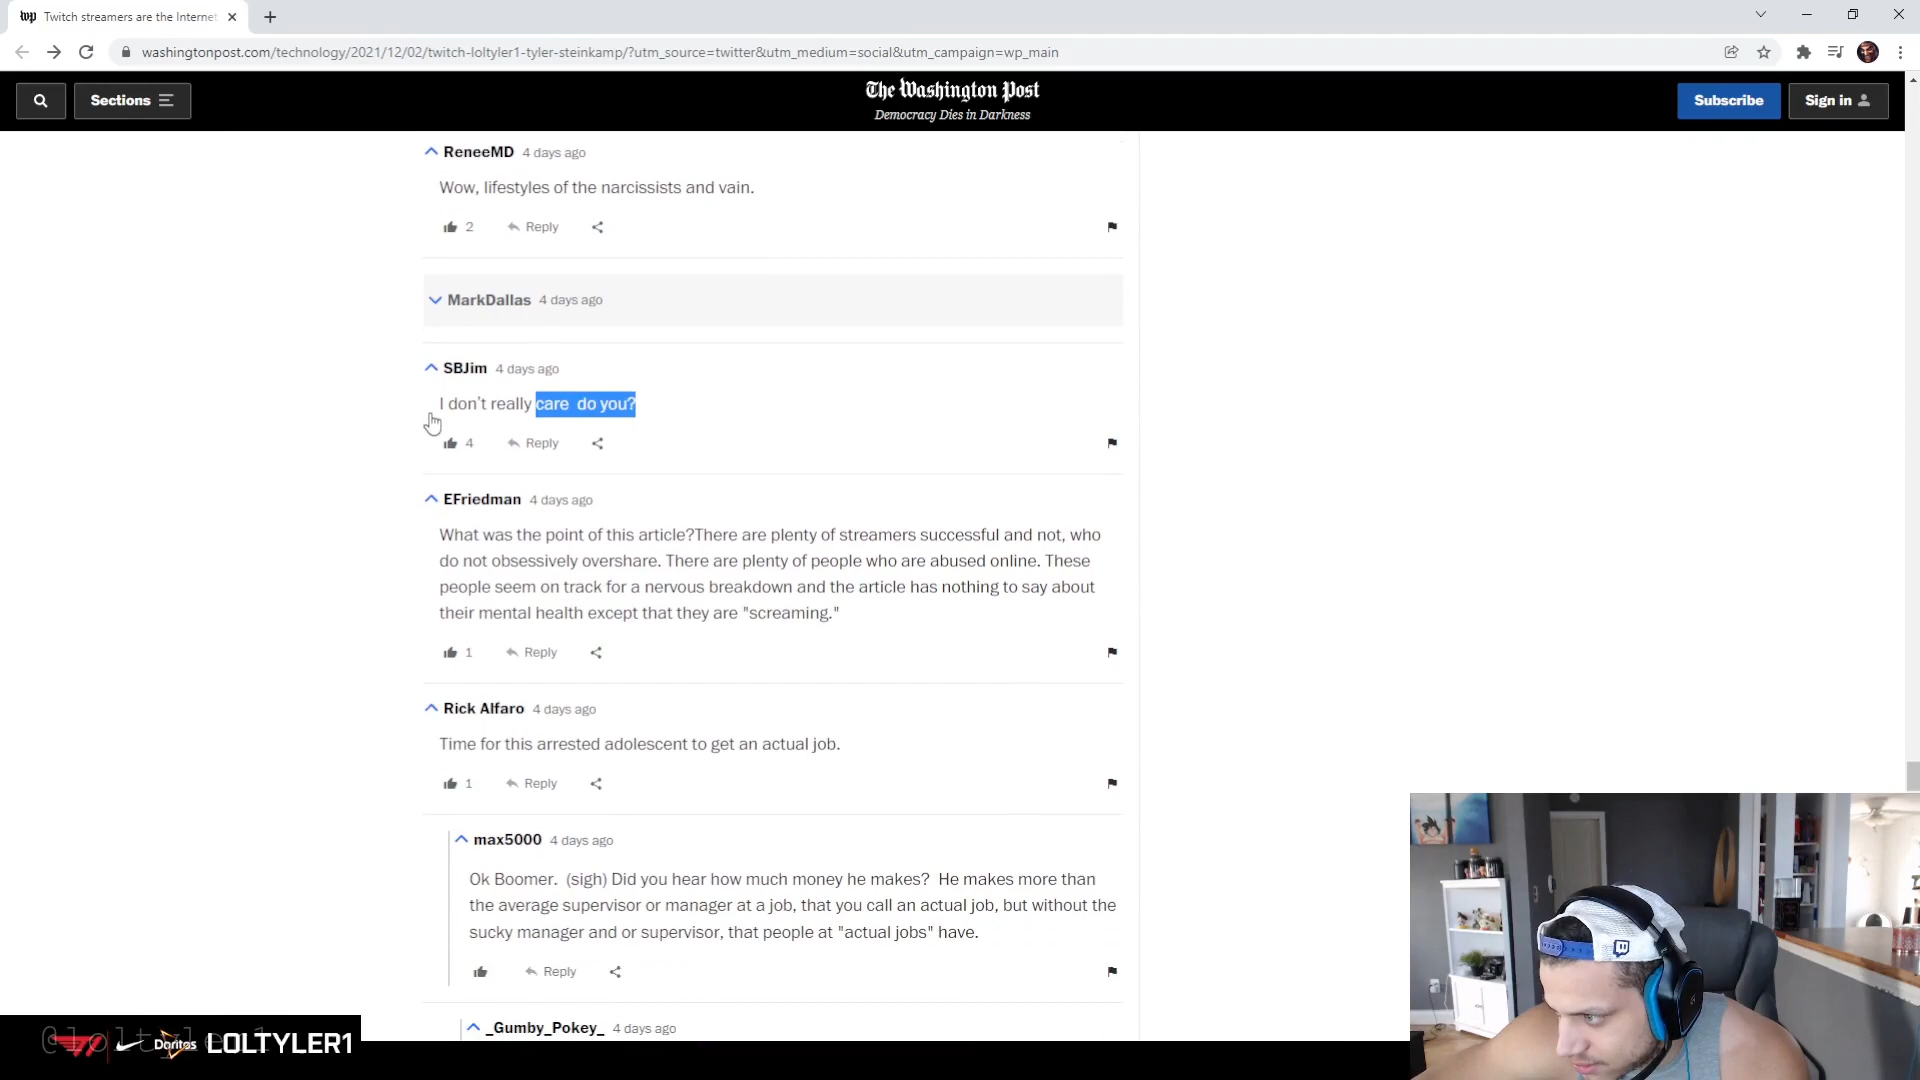 Twitch streamers are the Internet
washingtonpost.com/technology/2021/12/02/twitch-loltyler1-tyler-steinkamp/?utm_source=twitter&utm_medium=social&utm_campaign=wp_main
Sections
The Washington Post
Democracy Dies in Darkness
Subscribe
Sign in
ReneeMD 4 days ago
Wow, lifestyles of the narcissists and vain.
2 Reply
MarkDallas 4 days ago
SBJim 4 days ago
I don't really care do you?
4 Reply
EFriedman 4 days ago
What was the point of this article?There are plenty of streamers successful and not, who
do not obsessively overshare. There are plenty of people who are abused online. These
people seem on track for a nervous breakdown and the article has nothing to say about
their mental health except that they are "screaming."
1 Reply
Rick Alfaro 4 days ago
Time for this arrested adolescent to get an actual job.
1 Reply
max5000 4 days ago
Ok Boomer. (sigh) Did you hear how much money he makes? He makes more than
the average supervisor or manager at a job, that you call an actual job, but without the
sucky manager and or supervisor, that people at "actual jobs" have.
Reply
_Gumby_Pokey_ 4 days ago
@loltyler1
T1
Doritos
LOLTYLER1